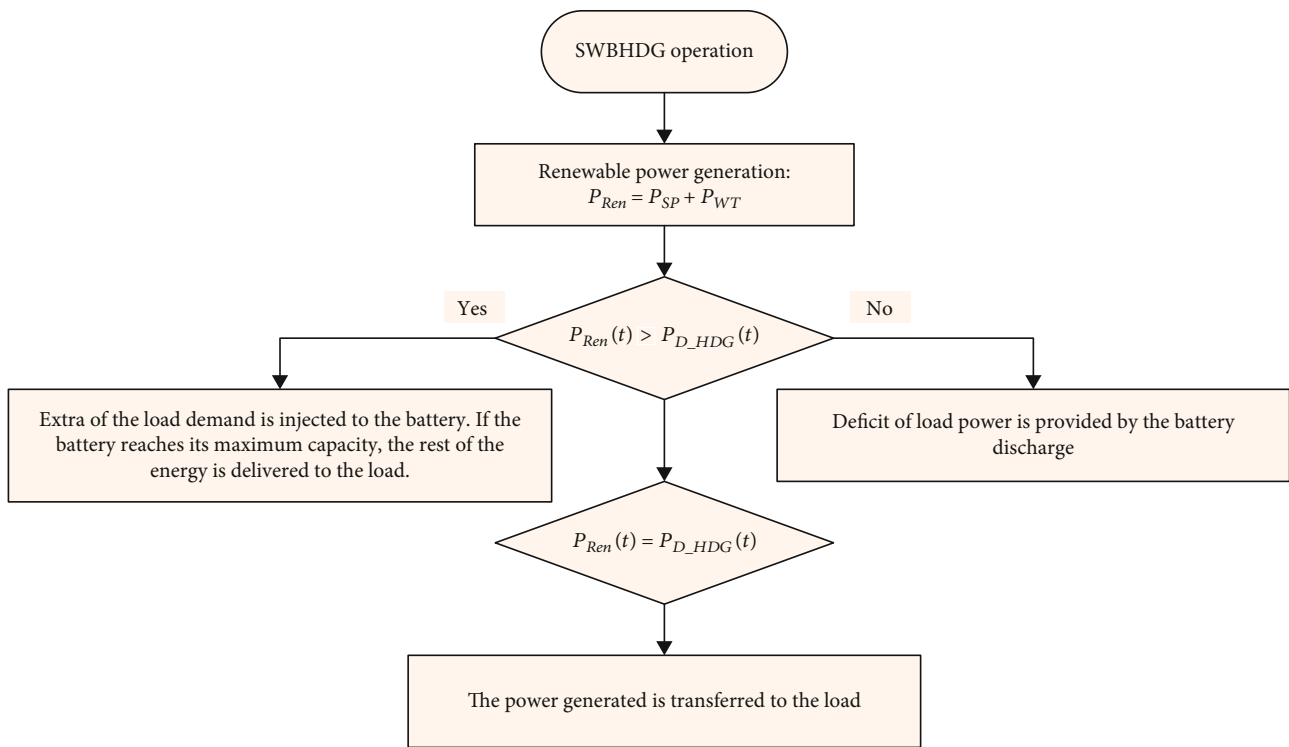 SWBHDG operation
Renewable power generation:
P_Ren = P_SP + P_WT
Yes
No
P_Ren (t) > P_D_HDG (t)
Extra of the load demand is injected to the battery. If the
battery reaches its maximum capacity, the rest of the
energy is delivered to the load.
Deficit of load power is provided by the battery
discharge
P_Ren (t) = P_D_HDG (t)
The power generated is transferred to the load